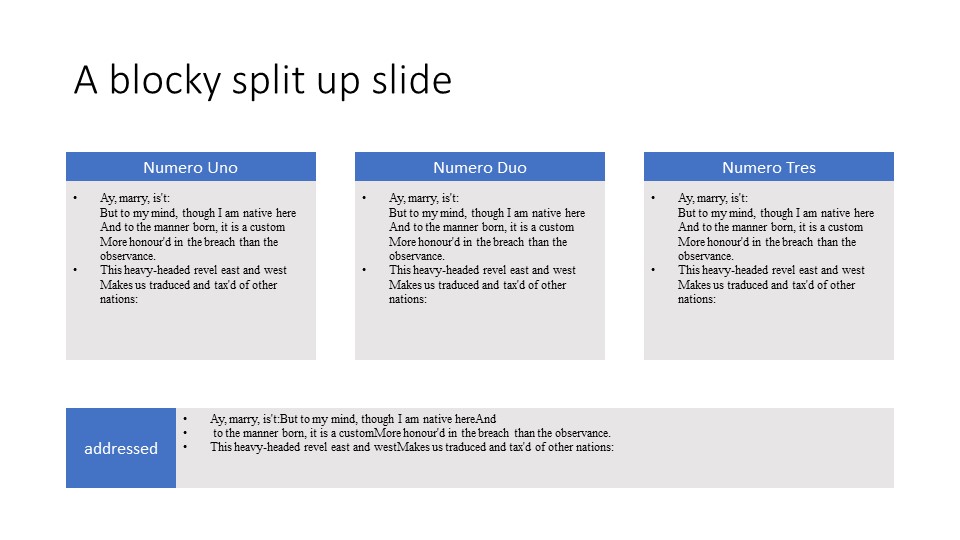 A blocky split up slide
Numero Uno
• Ay, marry, is't:
But to my mind, though I am native here
And to the manner born, it is a custom
More honour'd in the breach than the
observance.
• This heavy-headed revel east and west
Makes us traduced and tax'd of other
nations:
Numero Duo
• Ay, marry, is't:
But to my mind, though I am native here
And to the manner born, it is a custom
More honour'd in the breach than the
observance.
• This heavy-headed revel east and west
Makes us traduced and tax'd of other
nations:
Numero Tres
• Ay, marry, is't:
But to my mind, though I am native here
And to the manner born, it is a custom
More honour'd in the breach than the
observance.
• This heavy-headed revel east and west
Makes us traduced and tax'd of other
nations:
addressed
• Ay, marry, is't:But to my mind, though I am native hereAnd
• to the manner born, it is a customMore honour'd in the breach than the observance.
• This heavy-headed revel east and westMakes us traduced and tax'd of other nations: